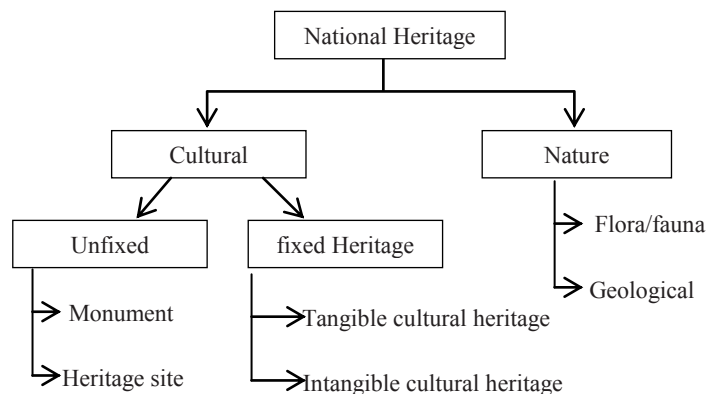 National Heritage
Cultural
Nature
Unfixed
fixed Heritage
Flora/fauna
Geological
Monument
Tangible cultural heritage
Heritage site
Intangible cultural heritage